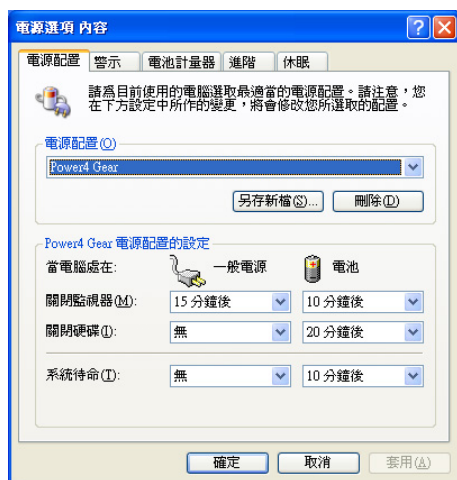 電源選項 內容
電源配置 警示 電池計量器 進階 休眠
請為目前使用的電腦選取最適當的電源配置。請注意，您
在下方設定中所作的變更，將會修改您所選取的配置。
電源配置(O)
Power4 Gear
另存新檔(S)... 刪除(D)
Power4 Gear 電源配置的設定
當電腦處在: 一般電源 電池
關閉監視器(M): 15 分鐘後 10 分鐘後
關閉硬碟(I): 無 20 分鐘後
系統待命(T): 無 10 分鐘後
確定 取消 套用(A)